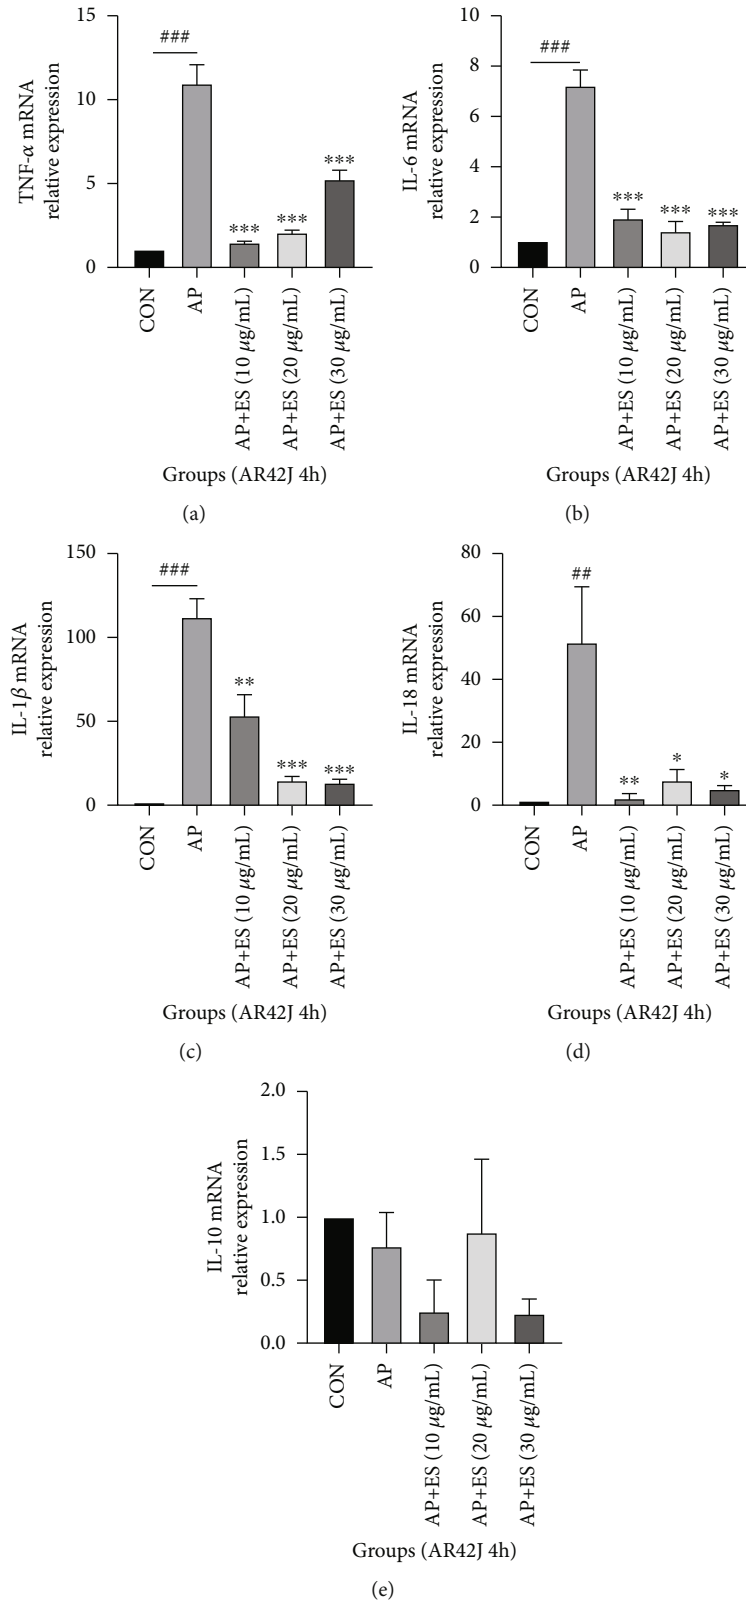 TNF-α mRNA
relative expression
15
10
5
0
###
***
***
***
CON
AP
AP+ES (10 μg/mL)
AP+ES (20 μg/mL)
AP+ES (30 μg/mL)
Groups (AR42J 4h)
(a)
IL-6 mRNA
relative expression
10
8
6
4
2
0
###
***
***
***
CON
AP
AP+ES (10 μg/mL)
AP+ES (20 μg/mL)
AP+ES (30 μg/mL)
Groups (AR42J 4h)
(b)
IL-1β mRNA
relative expression
150
100
50
0
###
**
***
***
CON
AP
AP+ES (10 μg/mL)
AP+ES (20 μg/mL)
AP+ES (30 μg/mL)
Groups (AR42J 4h)
(c)
IL-18 mRNA
relative expression
80
60
40
20
0
##
**
*
*
CON
AP
AP+ES (10 μg/mL)
AP+ES (20 μg/mL)
AP+ES (30 μg/mL)
Groups (AR42J 4h)
(d)
IL-10 mRNA
relative expression
2.0
1.5
1.0
0.5
0.0
CON
AP
AP+ES (10 μg/mL)
AP+ES (20 μg/mL)
AP+ES (30 μg/mL)
Groups (AR42J 4h)
(e)